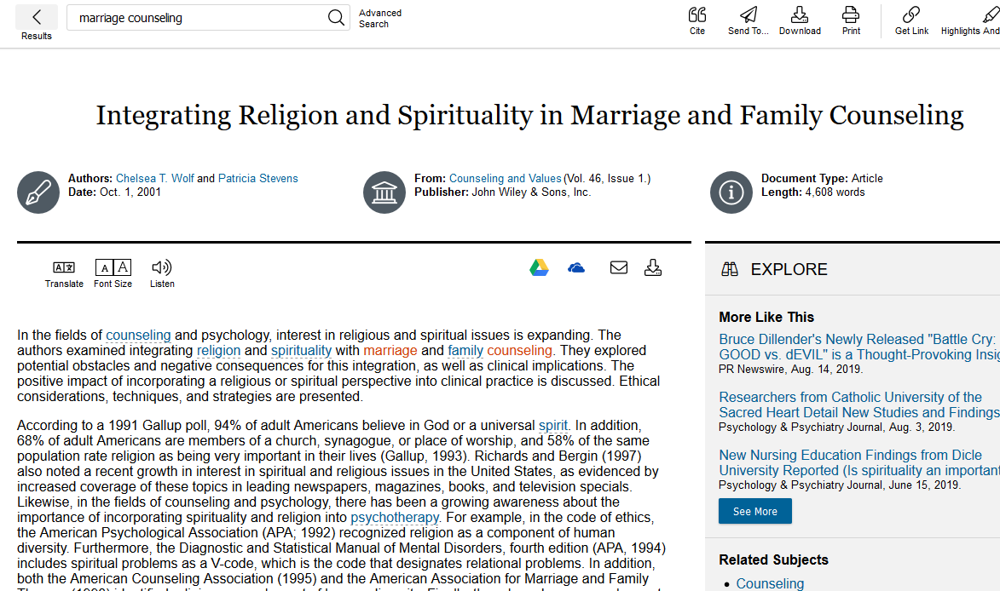 marriage counseling
Advanced
Search
Results
Cite
Send To...
Download
Print
Get Link
Highlights And
Integrating Religion and Spirituality in Marriage and Family Counseling
Authors: Chelsea T. Wolf and Patricia Stevens
Date: Oct. 1, 2001
From: Counseling and Values (Vol. 46, Issue 1.)
Publisher: John Wiley & Sons, Inc.
Document Type: Article
Length: 4,608 words
Translate
A A
Font Size
Listen
In the fields of counseling and psychology, interest in religious and spiritual issues is expanding. The
authors examined integrating religion and spirituality with marriage and family counseling. They explored
potential obstacles and negative consequences for this integration, as well as clinical implications. The
positive impact of incorporating a religious or spiritual perspective into clinical practice is discussed. Ethical
considerations, techniques, and strategies are presented.
According to a 1991 Gallup poll, 94% of adult Americans believe in God or a universal spirit. In addition,
68% of adult Americans are members of a church, synagogue, or place of worship, and 58% of the same
population rate religion as being very important in their lives (Gallup, 1993). Richards and Bergin (1997)
also noted a recent growth in interest in spiritual and religious issues in the United States, as evidenced by
increased coverage of these topics in leading newspapers, magazines, books, and television specials.
Likewise, in the fields of counseling and psychology, there has been a growing awareness about the
importance of incorporating spirituality and religion into psychotherapy. For example, in the code of ethics,
the American Psychological Association (APA; 1992) recognized religion as a component of human
diversity. Furthermore, the Diagnostic and Statistical Manual of Mental Disorders, fourth edition (APA, 1994)
includes spiritual problems as a V-code, which is the code that designates relational problems. In addition,
both the American Counseling Association (1995) and the American Association for Marriage and Family
EXPLORE
More Like This
Bruce Dillender's Newly Released "Battle Cry:
GOOD vs. dEVIL" is a Thought-Provoking
PR Newswire, Aug. 14, 2019.
Researchers from Catholic University of the
Sacred Heart Detail New Studies and Findings
Psychology & Psychiatry Journal, Aug. 3, 2019.
New Nursing Education Findings from Dicle
University Reported (Is spirituality an important
Psychology & Psychiatry Journal, June 15, 2019.
See More
Related Subjects
Counseling